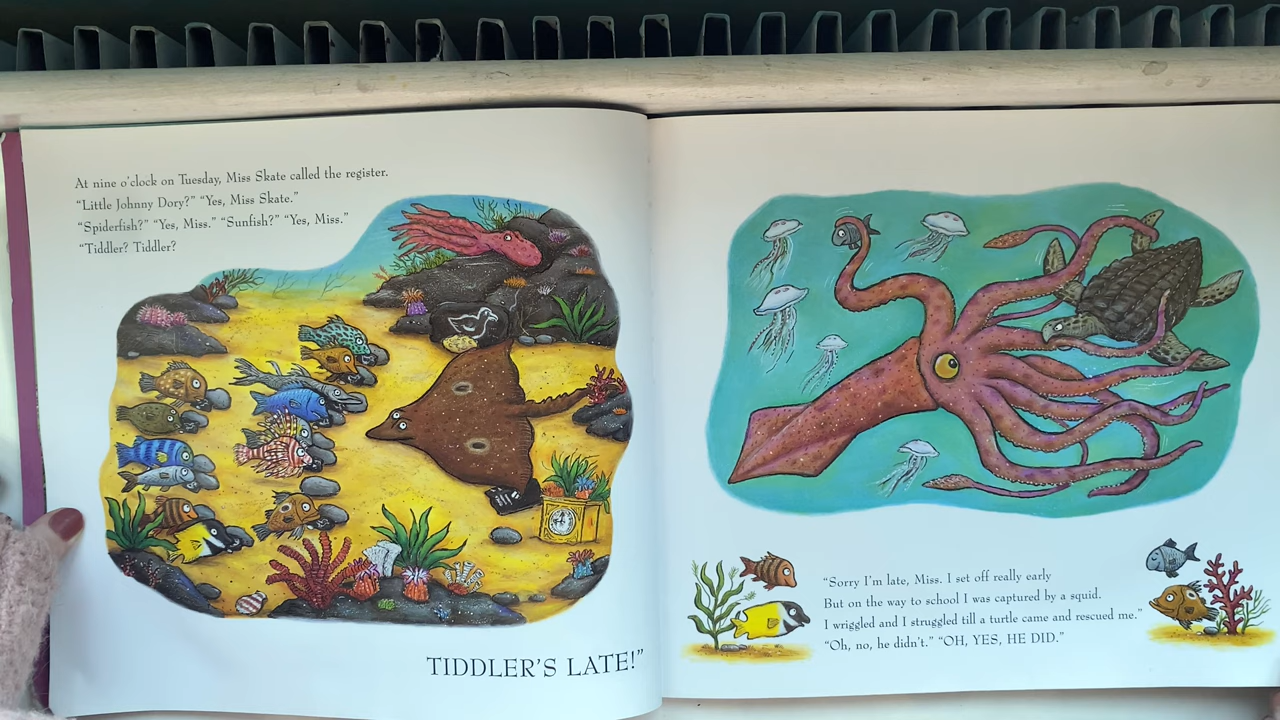 At nine o'clock on Tuesday, Miss Skate called the register.
“Little Johnny Dory?” “Yes, Miss Skate.”
“Spiderfish?” “Yes, Miss.” “Sunfish?” “Yes, Miss.”
“Tiddler? Tiddler?
TIDDLER'S LATE!”
“Sorry I'm late, Miss. I set off really early
But on the way to school I was captured by a squid.
I wriggled and I struggled till a turtle came and rescued me.”
“Oh, no, he didn't.” “OH, YES, HE DID.”